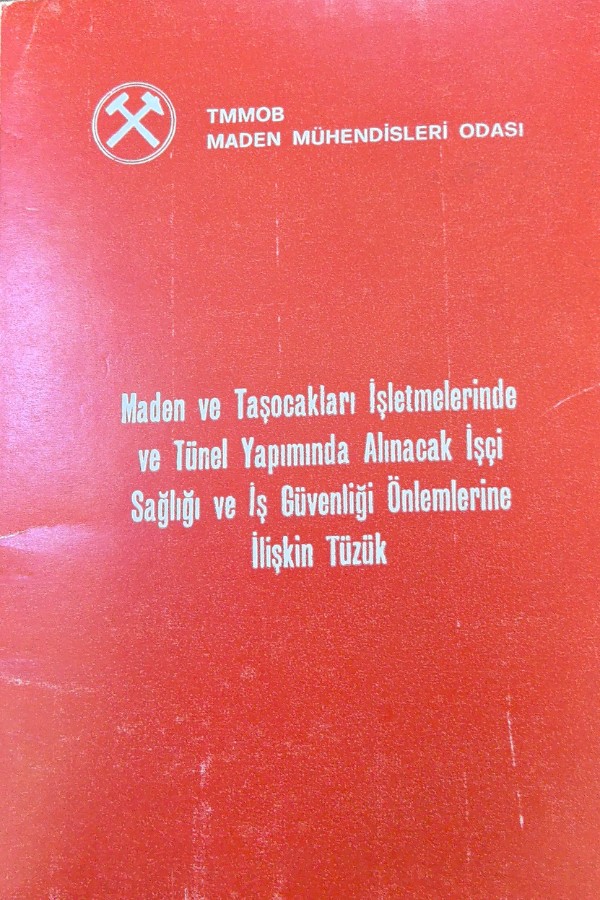 TMMOB
MADEN MÜHENDİSLERİ ODASI
Maden ve Taşocakları İşletmelerinde
ve Tünel Yapımında Alınacak İşçi
Sağlığı ve İş Güvenliği Önlemlerine
İlişkin Tüzük